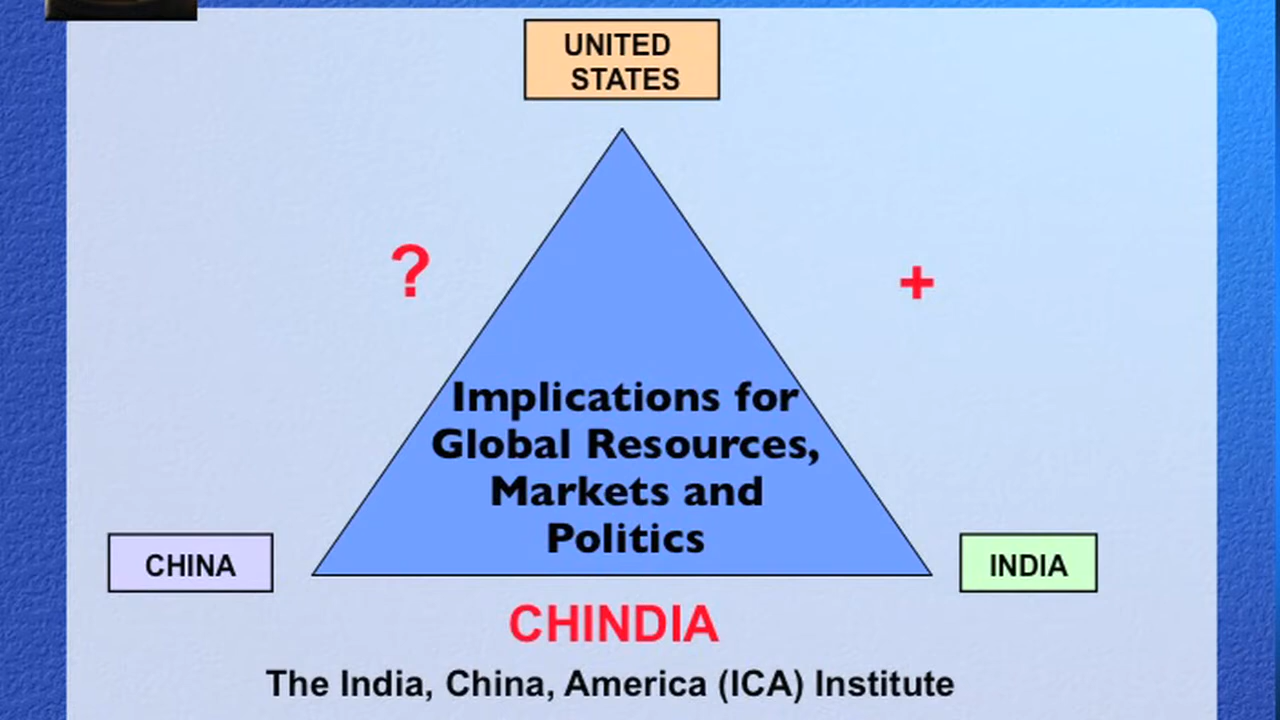 UNITED
STATES
?
+
Implications for
Global Resources,
Markets and
Politics
CHINA
INDIA
CHINDIA
The India, China, America (ICA) Institute